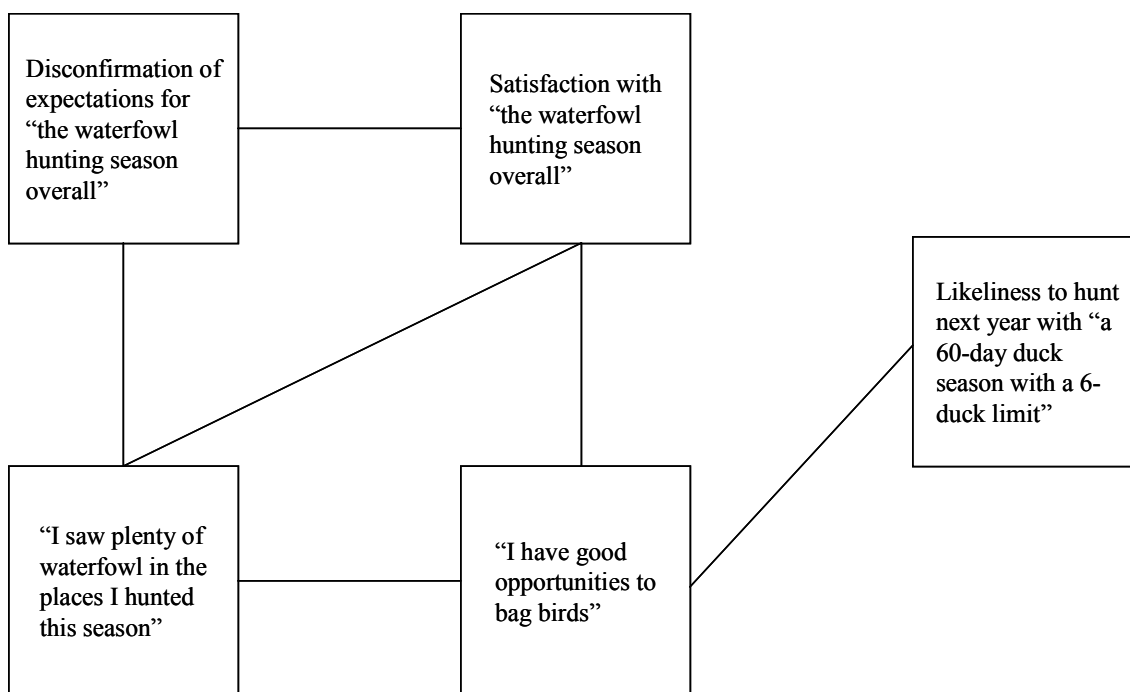 Disconfirmation of
expectations for
“the waterfowl
hunting season
overall”
Satisfaction with
“the waterfowl
hunting season
overall”
Likeliness to hunt
next year with “a
60-day duck
season with a 6-
duck limit”
“I saw plenty of
waterfowl in the
places I hunted
this season”
“I have good
opportunities to
bag birds”